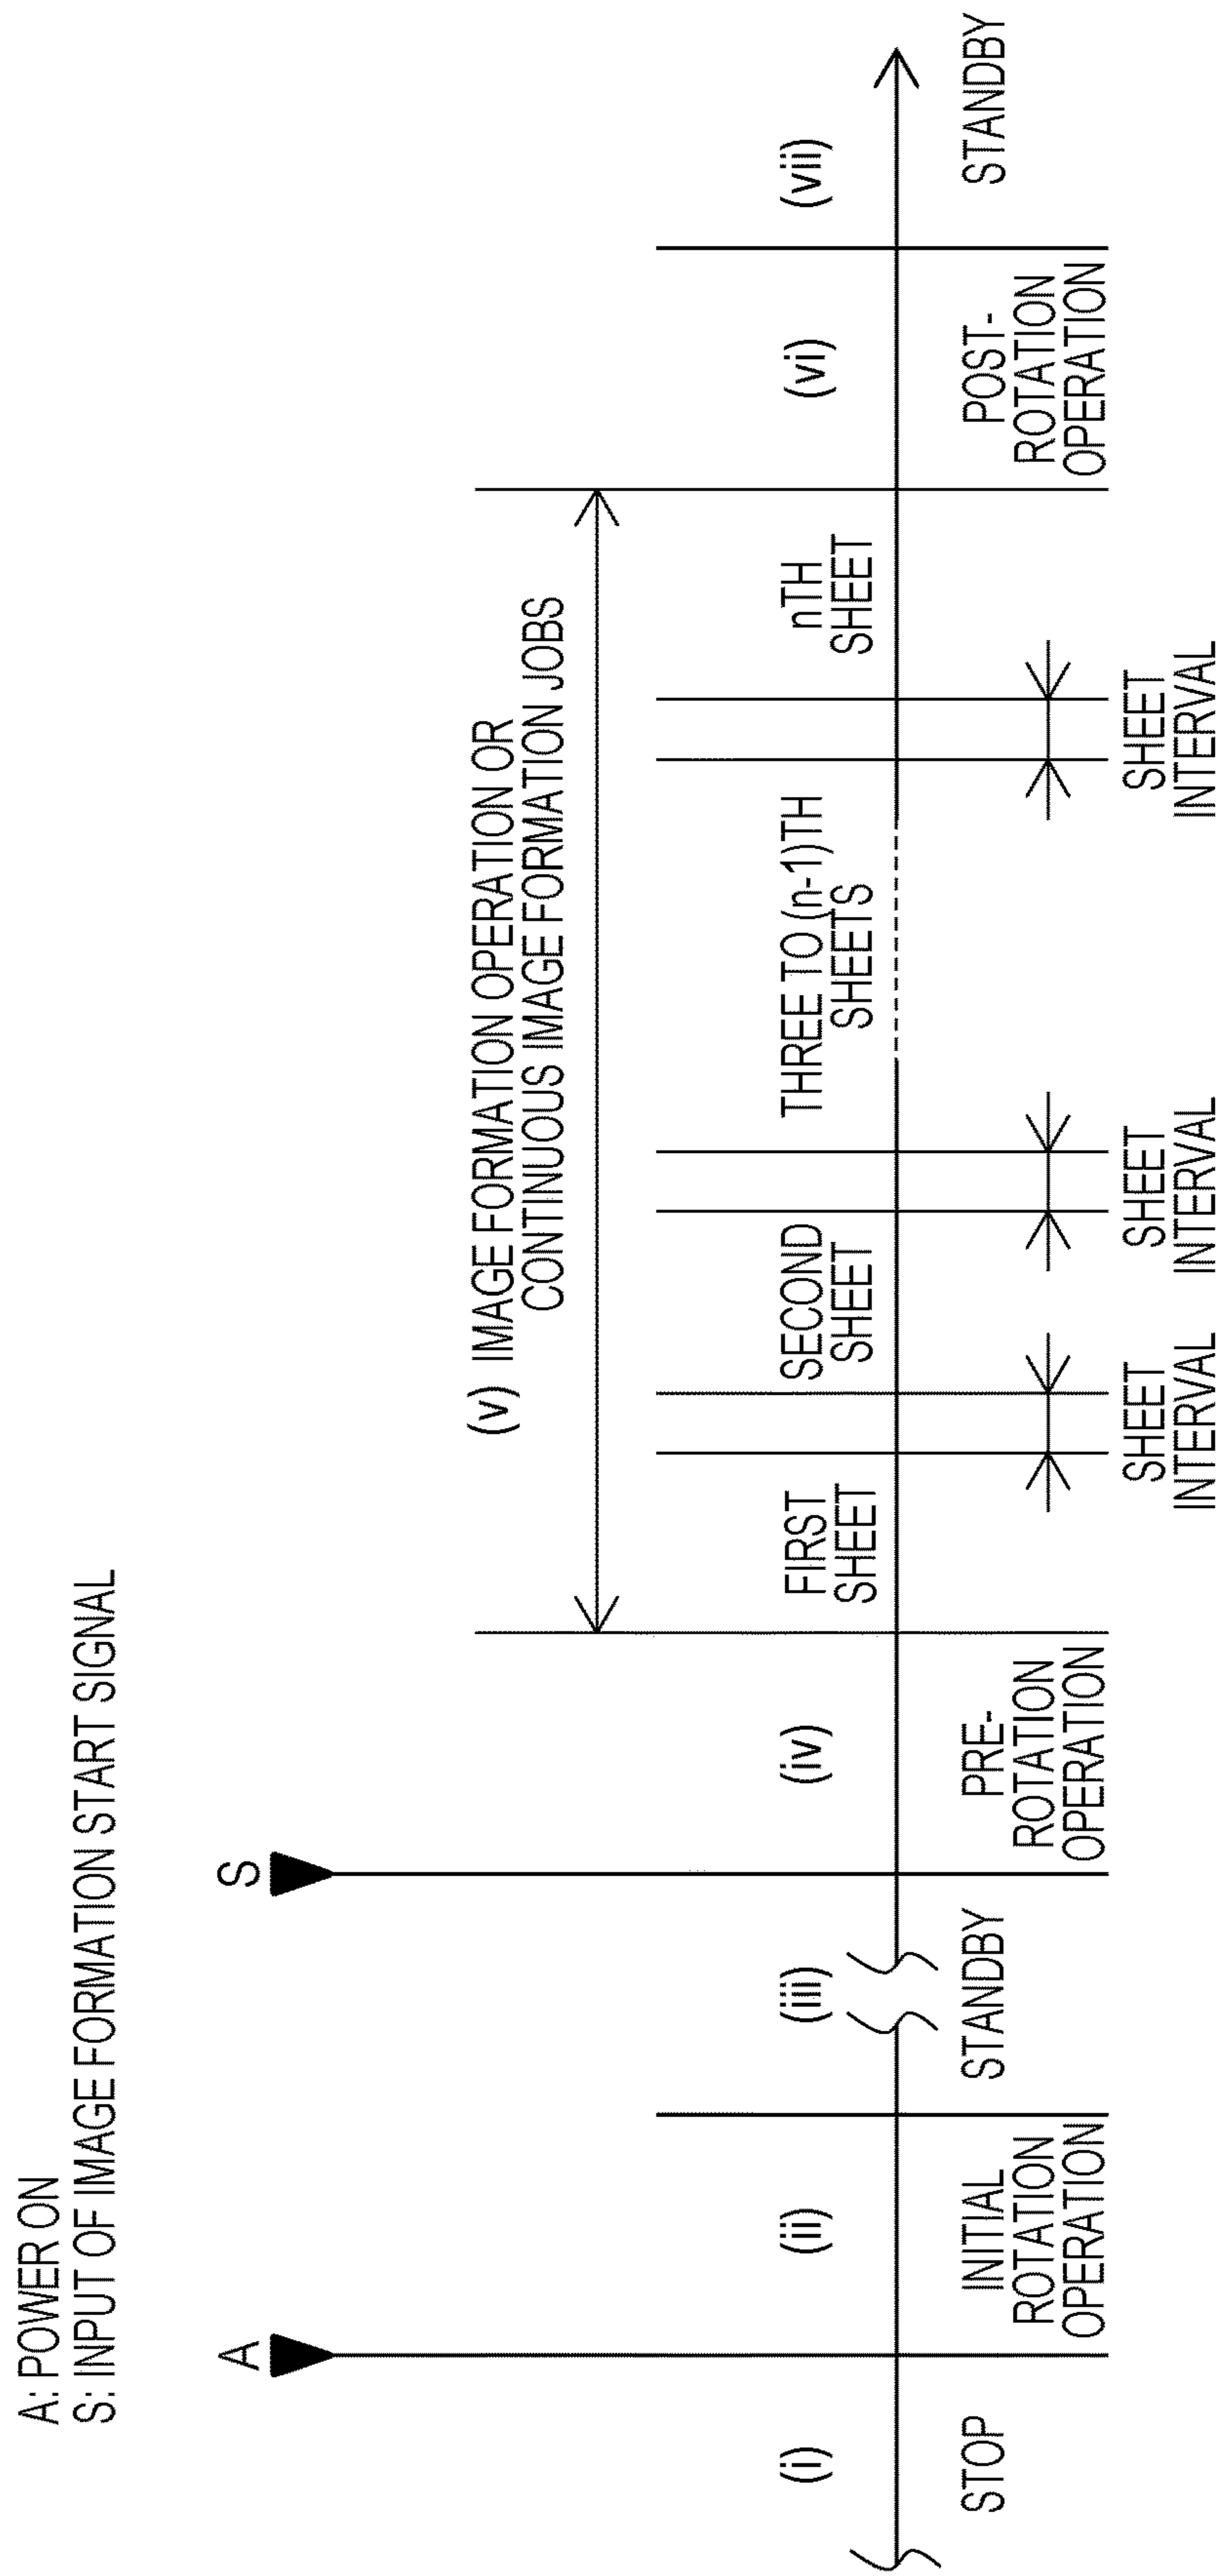 A: POWER ON
S: INPUT OF IMAGE FORMATION START SIGNAL
A
S
(v) IMAGE FORMATION OPERATION OR
CONTINUOUS IMAGE FORMATION JOBS
(i)
(ii)
(iii)
(iv)
FIRST
SHEET
SECOND
SHEET
THREE TO (n-1)TH
SHEETS
nTH
SHEET
(vi)
(vii)
STOP
INITIAL
ROTATION
OPERATION
STANDBY
PRE-
ROTATION
OPERATION
SHEET
INTERVAL
SHEET
INTERVAL
SHEET
INTERVAL
POST-
ROTATION
OPERATION
STANDBY